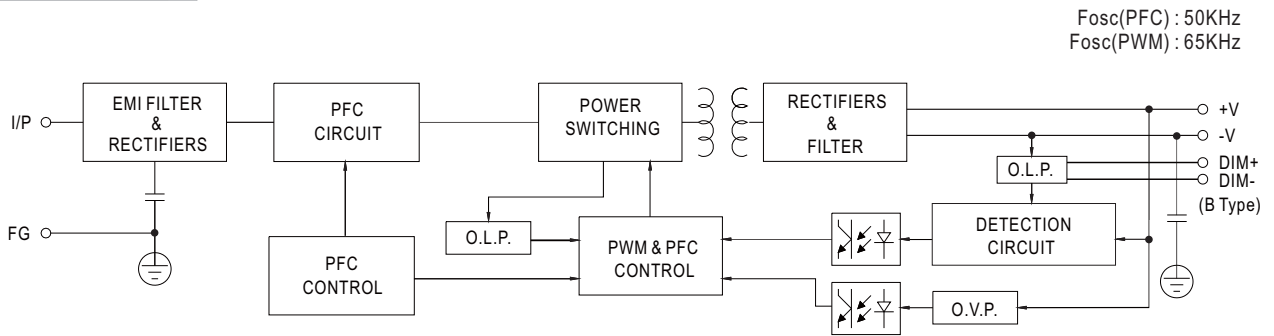 Fosc(PFC) : 50KHz
Fosc(PWM) : 65KHz
I/P
EMI FILTER
&
RECTIFIERS
PFC
CIRCUIT
POWER
SWITCHING
RECTIFIERS
&
FILTER
+V
-V
O.L.P.
DIM+
DIM-
(B Type)
FG
O.L.P.
PFC
CONTROL
PWM & PFC
CONTROL
DETECTION
CIRCUIT
O.V.P.